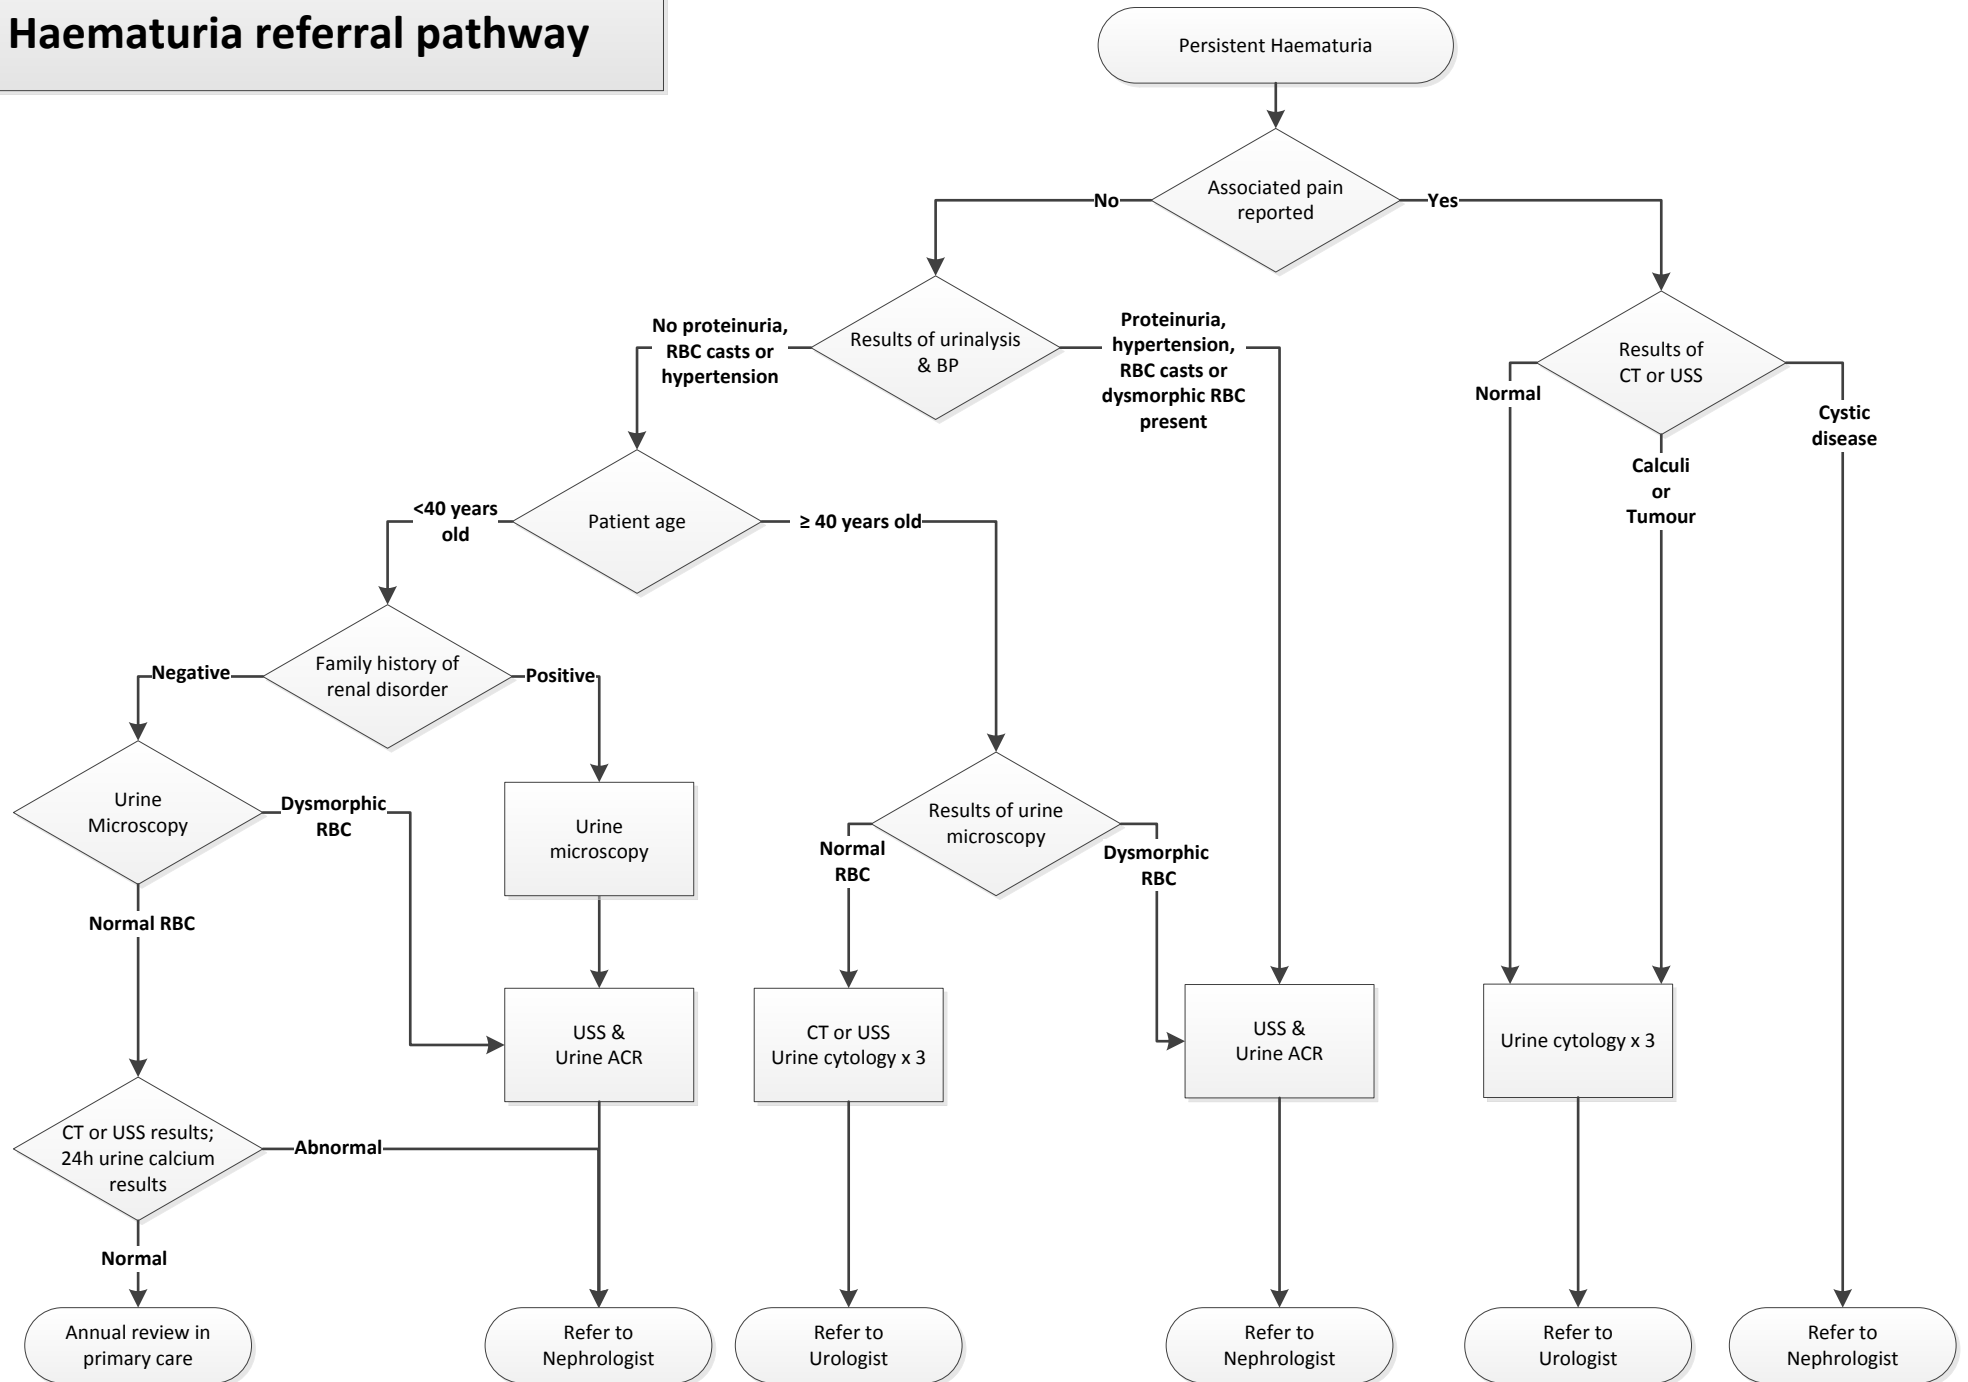 Haematuria referral pathway
Persistent Haematuria
Associated pain
reported
No
Yes
Results of urinalysis
& BP
No proteinuria,
RBC casts or
hypertension
Proteinuria,
hypertension,
RBC casts or
dysmorphic RBC
present
Results of
CT or USS
Normal
Calculi
or
Tumour
Cystic
disease
Patient age
<40 years
old
≥ 40 years old
Family history of
renal disorder
Negative
Positive
Urine
Microscopy
Dysmorphic
RBC
Normal RBC
Urine
microscopy
Results of urine
microscopy
Normal
RBC
Dysmorphic
RBC
USS &
Urine ACR
CT or USS
Urine cytology x 3
USS &
Urine ACR
Urine cytology x 3
CT or USS results;
24h urine calcium
results
Abnormal
Normal
Annual review in
primary care
Refer to
Nephrologist
Refer to
Urologist
Refer to
Nephrologist
Refer to
Urologist
Refer to
Nephrologist